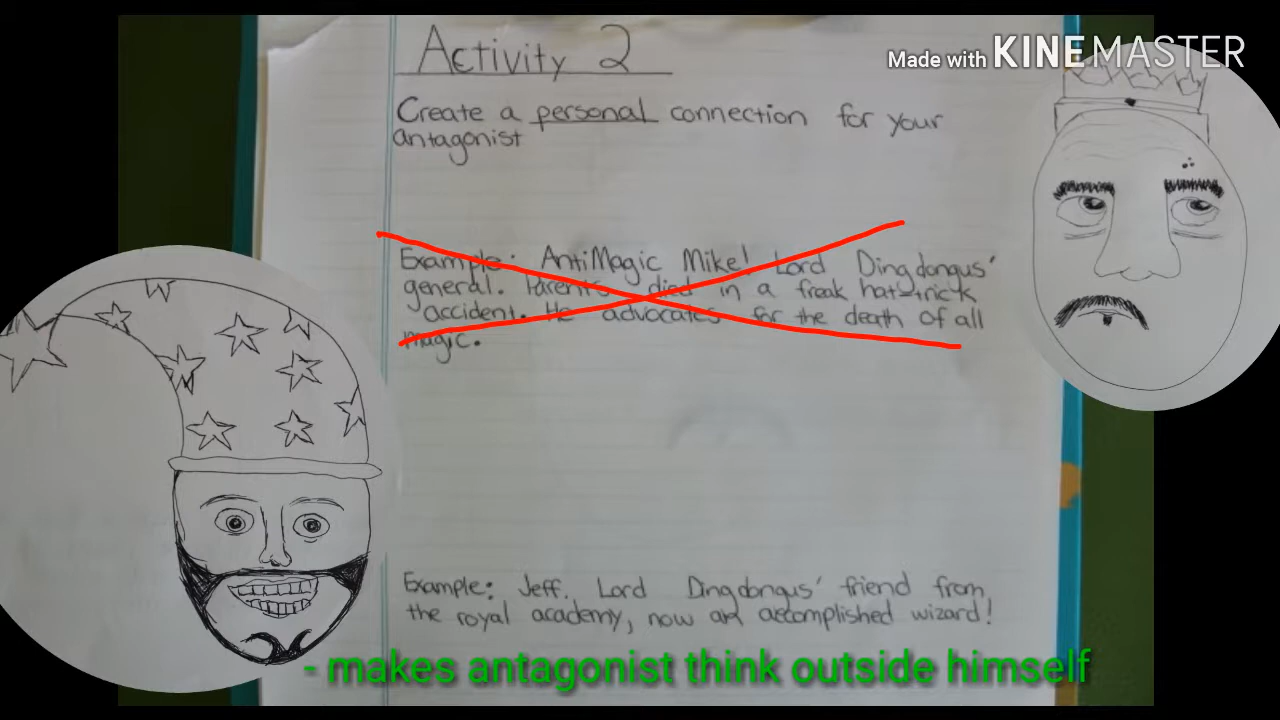 Activity 2
Made with KINEMASTER
Create a personal connection for your
antagonist
Example: AntiMagic Mike! Lord Dingdongus'
general. Parents died in a freak hat-trick
accident. He advocates for the death of all
magic.
Example: Jeff. Lord Dingdongus' friend from
the royal academy, now an accomplished wizard!
- makes antagonist think outside himself